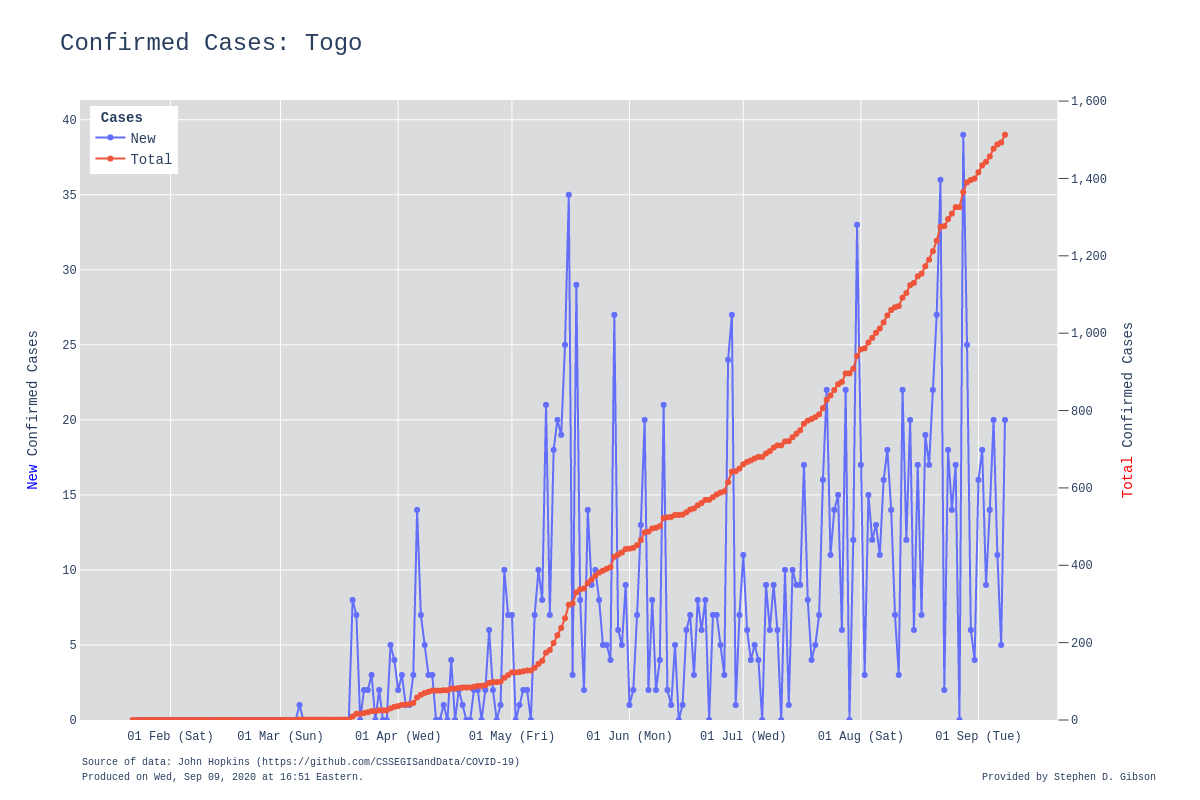 Confirmed Cases: Togo
Cases
New
Total
40
35
30
25
20
15
10
5
0
1,600
1,400
1,200
1,000
800
600
400
200
0
New Confirmed Cases
Total Confirmed Cases
01 Feb (Sat) 01 Mar (Sun) 01 Apr (Wed) 01 May (Fri) 01 Jun (Mon) 01 Jul (Wed) 01 Aug (Sat) 01 Sep (Tue)
Source of data: John Hopkins (https://github.com/CSSEGISandData/COVID-19)
Produced on Wed, Sep 09, 2020 at 16:51 Eastern.
Provided by Stephen D. Gibson